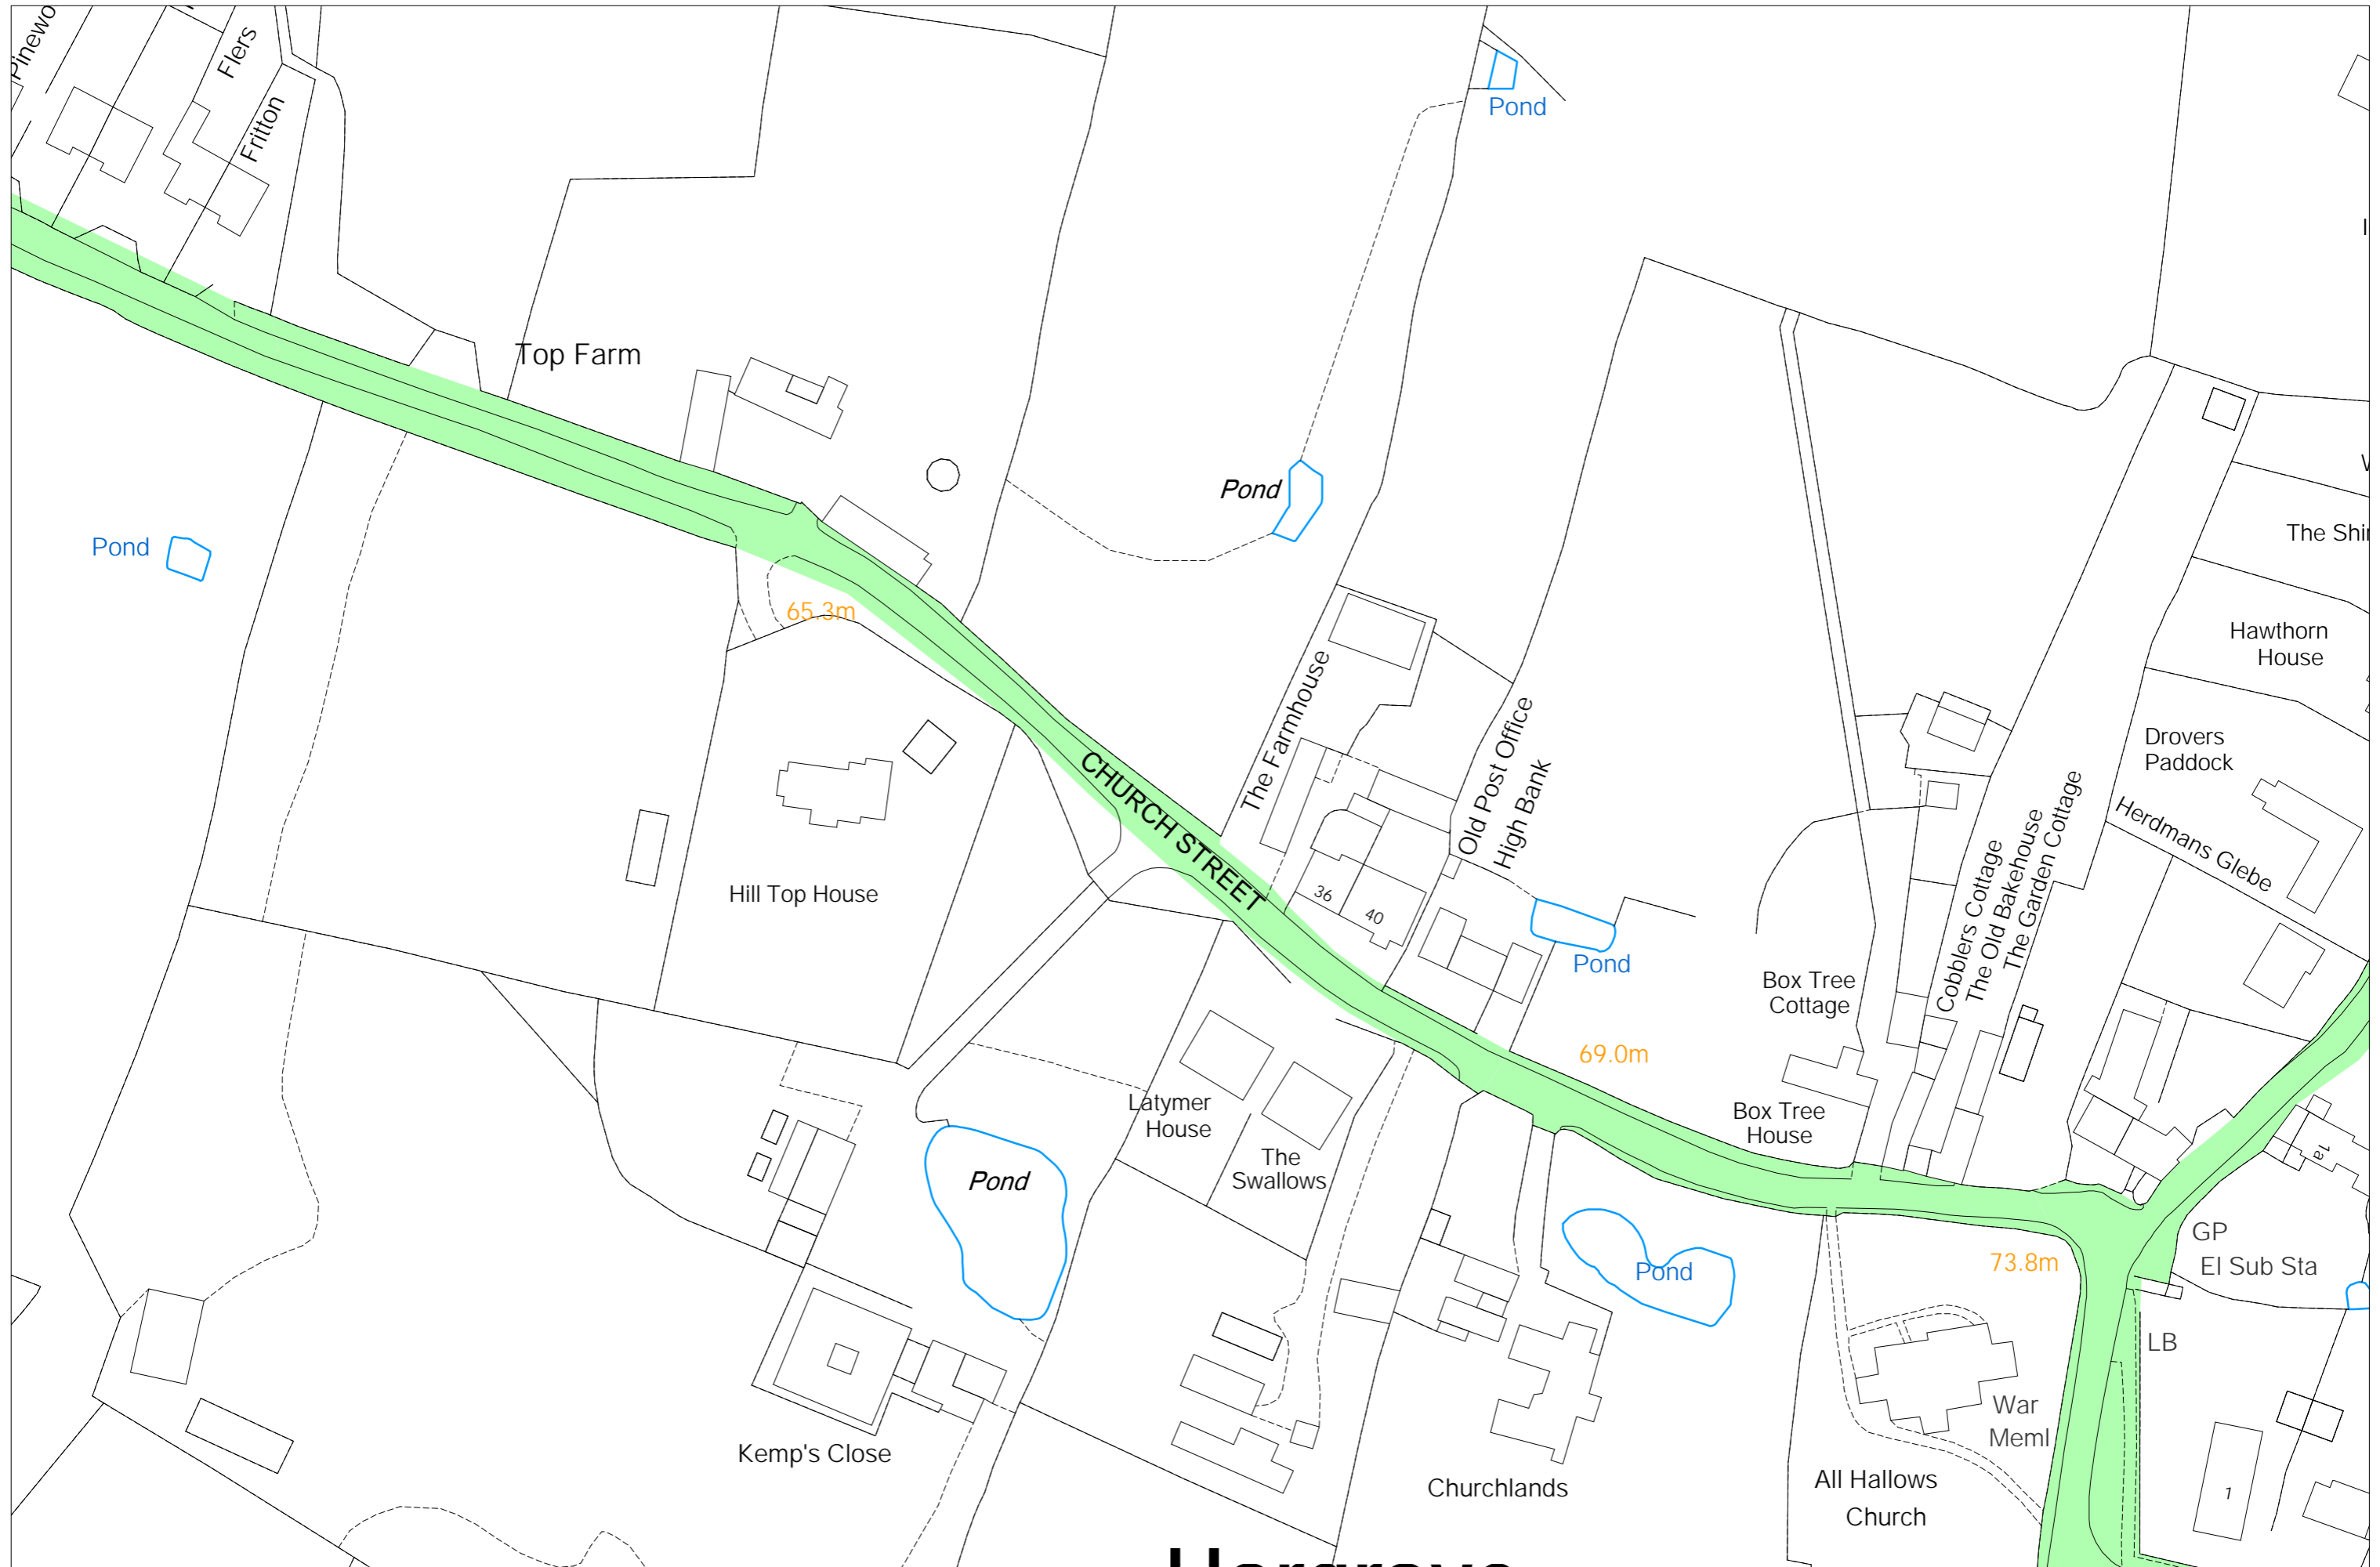 Flers
Fritton
Pond
Top Farm
Pond
Pond
The Shi
65.3m
Hawthorn
House
The Farmhouse
Old Post Office
High Bank
Drovers
Paddock
CHURCH STREET
Herdmans Glebe
Hill Top House
36
40
Pond
Cobblers Cottage
The Old Bakehouse
The Garden Cottage
Box Tree
Cottage
69.0m
Latymer
House
Box Tree
House
The
Swallows
1a
Pond
Pond
GP
El Sub Sta
73.8m
LB
War
Meml
Kemp's Close
Churchlands
All Hallows
Church
1